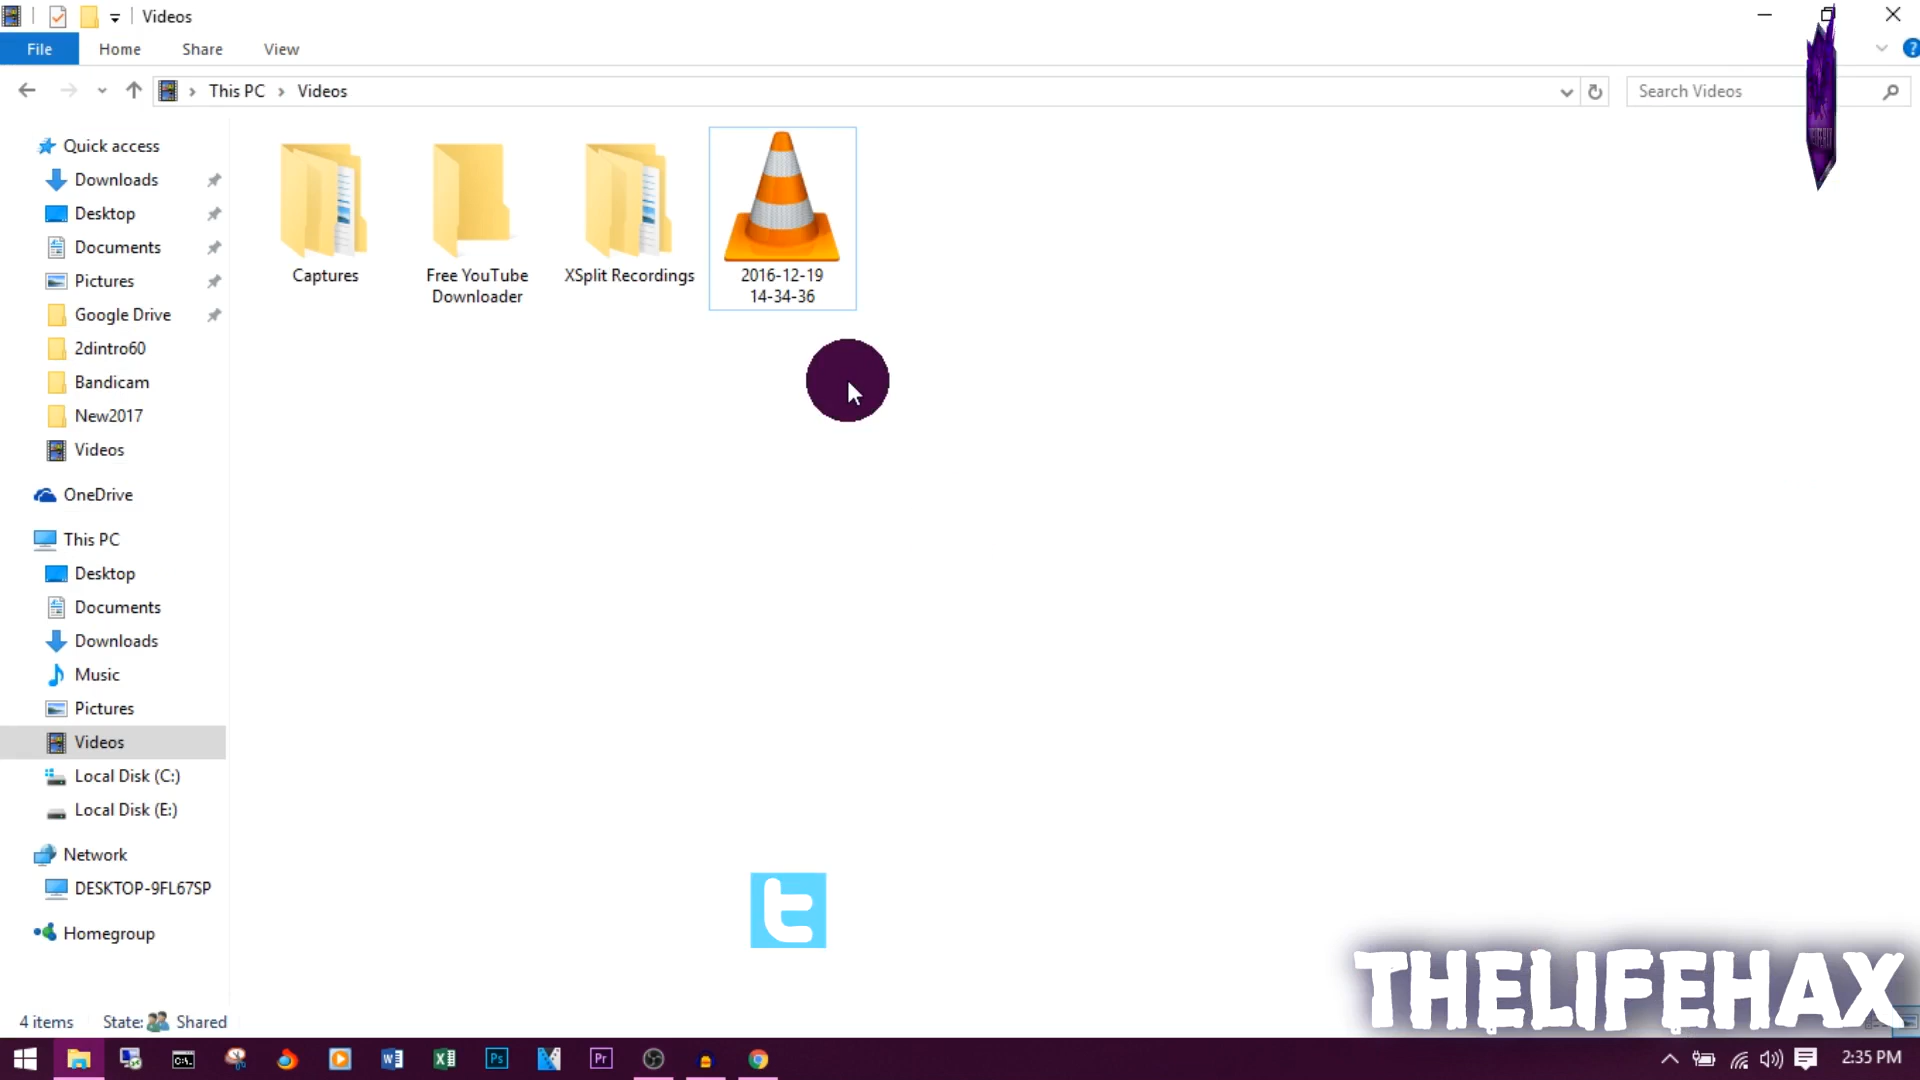 Videos
File Home Share View
This PC Videos
Search Videos
Quick access
Downloads
Desktop
Documents
Pictures
Google Drive
2dintro60
Bandicam
New2017
Videos
OneDrive
This PC
Desktop
Documents
Downloads
Music
Pictures
Videos
Local Disk (C:)
Local Disk (E:)
Network
DESKTOP-9FL67SP
Homegroup
Captures
Free YouTube
Downloader
XSplit Recordings
2016-12-19
14-34-36
THELIFEHAX
4 items State: Shared
C:\.
Ps
Pr
2:35 PM